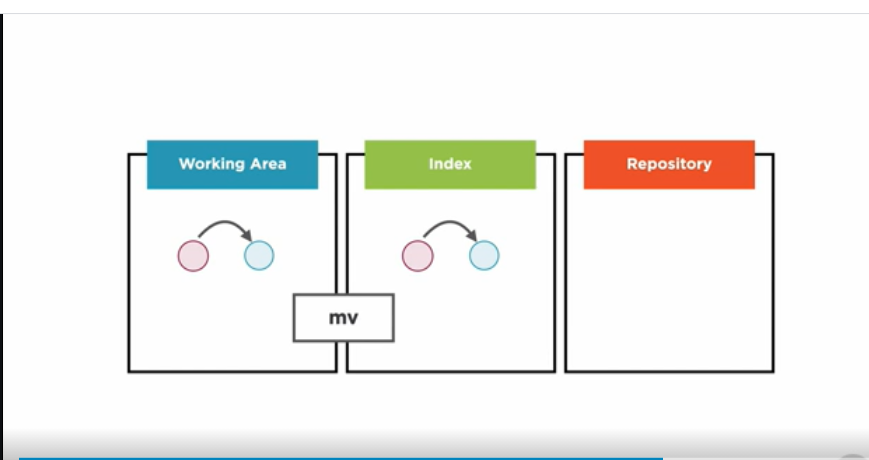 Working Area
Index
Repository
mv